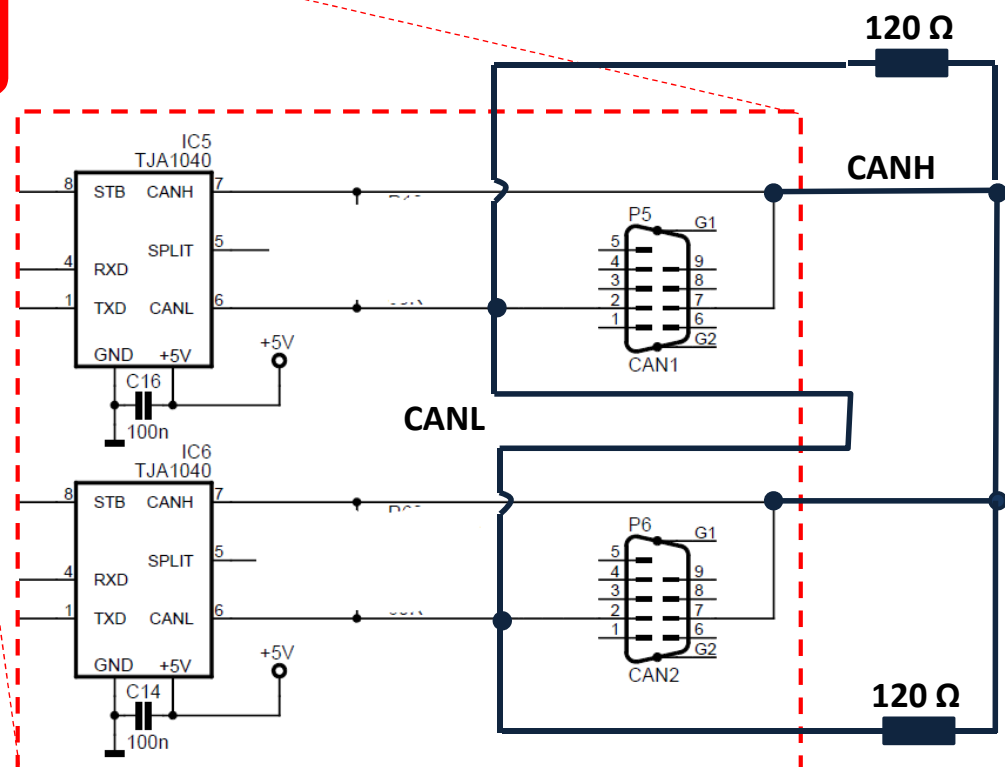 120 Ω
IC5
TJA1040
8 STB CANH 7
CANH
P5
G1
SPLIT 5
5
4 RXD
4
9
3
8
1 TXD CANL 6
2
7
1
6
G2
GND +5V
+5V
CAN1
C16
100n
CANL
IC6
TJA1040
8 STB CANH 7
P6
G1
SPLIT 5
5
4 RXD
4
9
3
8
1 TXD CANL 6
2
7
1
6
G2
GND +5V
+5V
CAN2
C14
100n
120 Ω